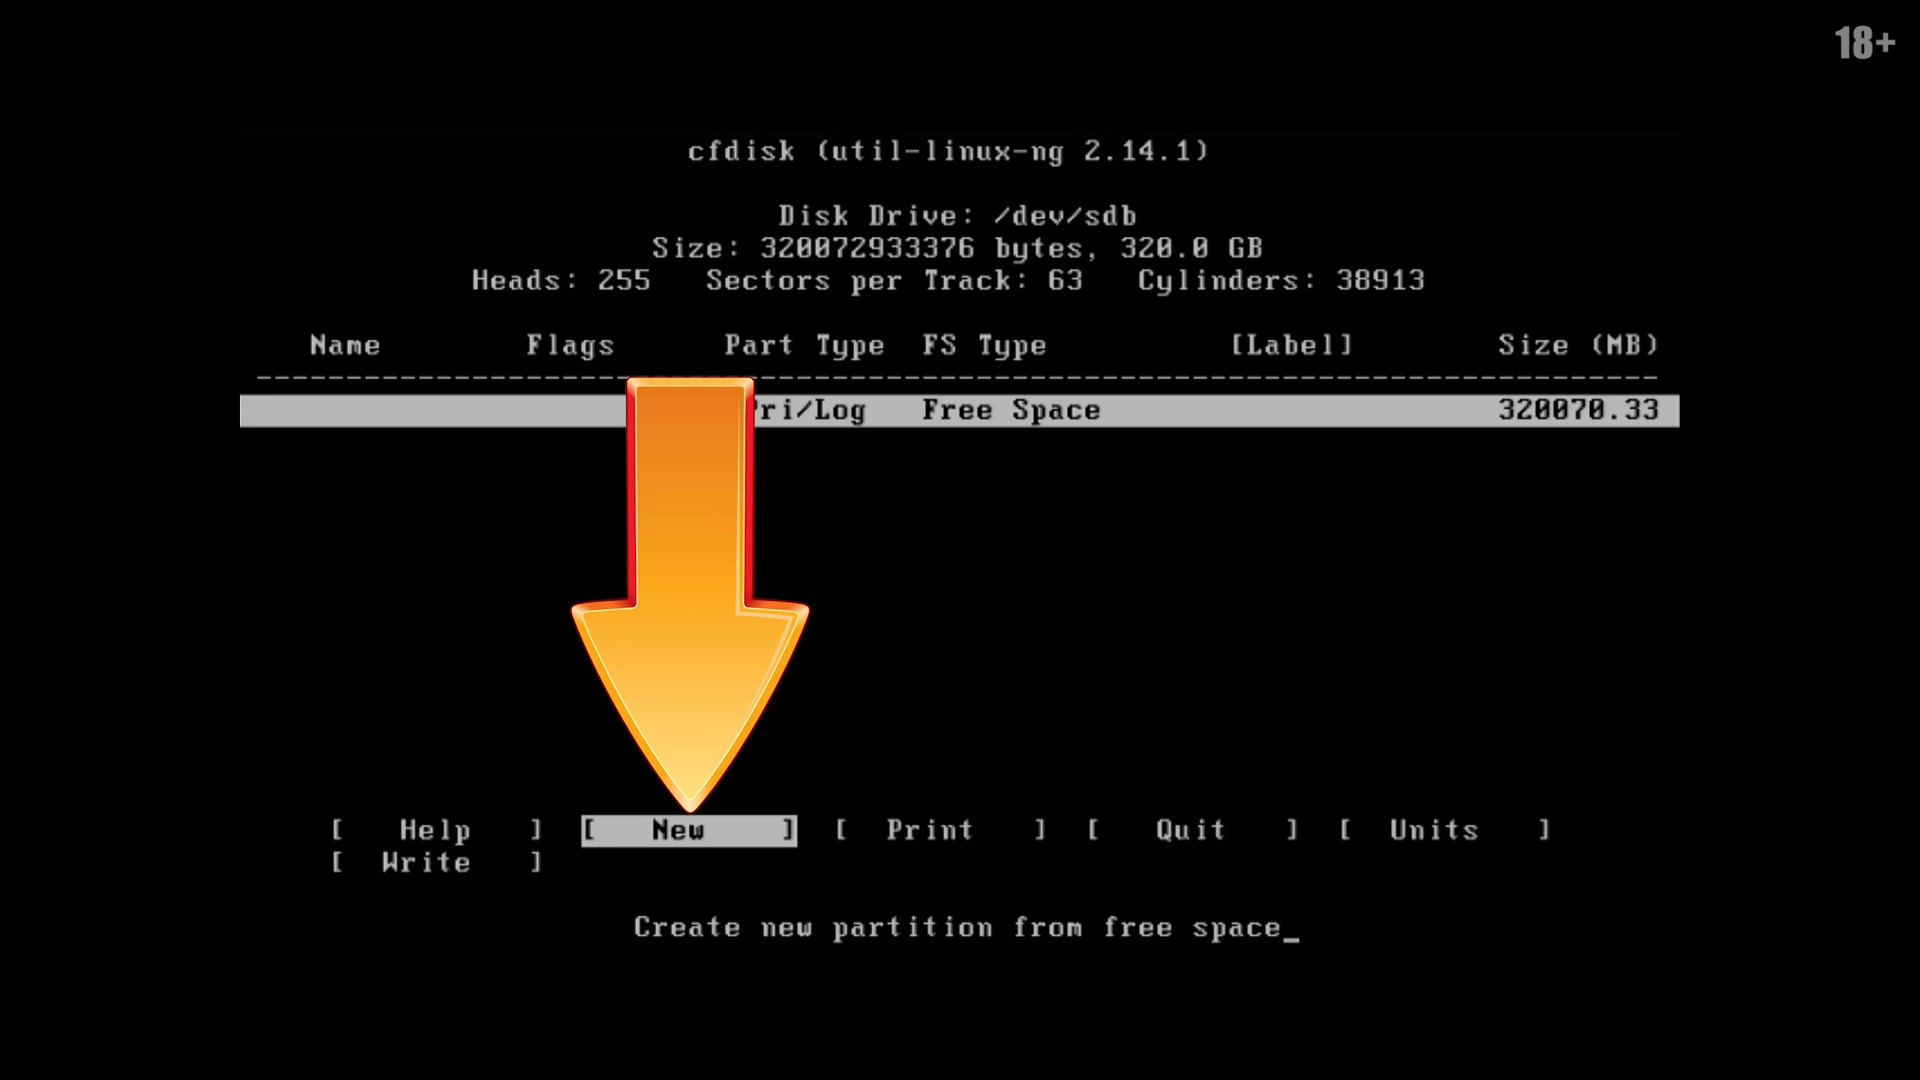 18+
cfdisk (util-linux-ng 2.14.1)
Disk Drive: /dev/sdb
Size: 320072933376 bytes, 320.0 GB
Heads: 255   Sectors per Track: 63   Cylinders: 38913
Name   Flags   Part Type   FS Type   [Label]   Size (MB)
ri/Log   Free Space   320070.33
[ Help ] [ New ] [ Print ] [ Quit ] [ Units ]
[ Write ]
Create new partition from free space_